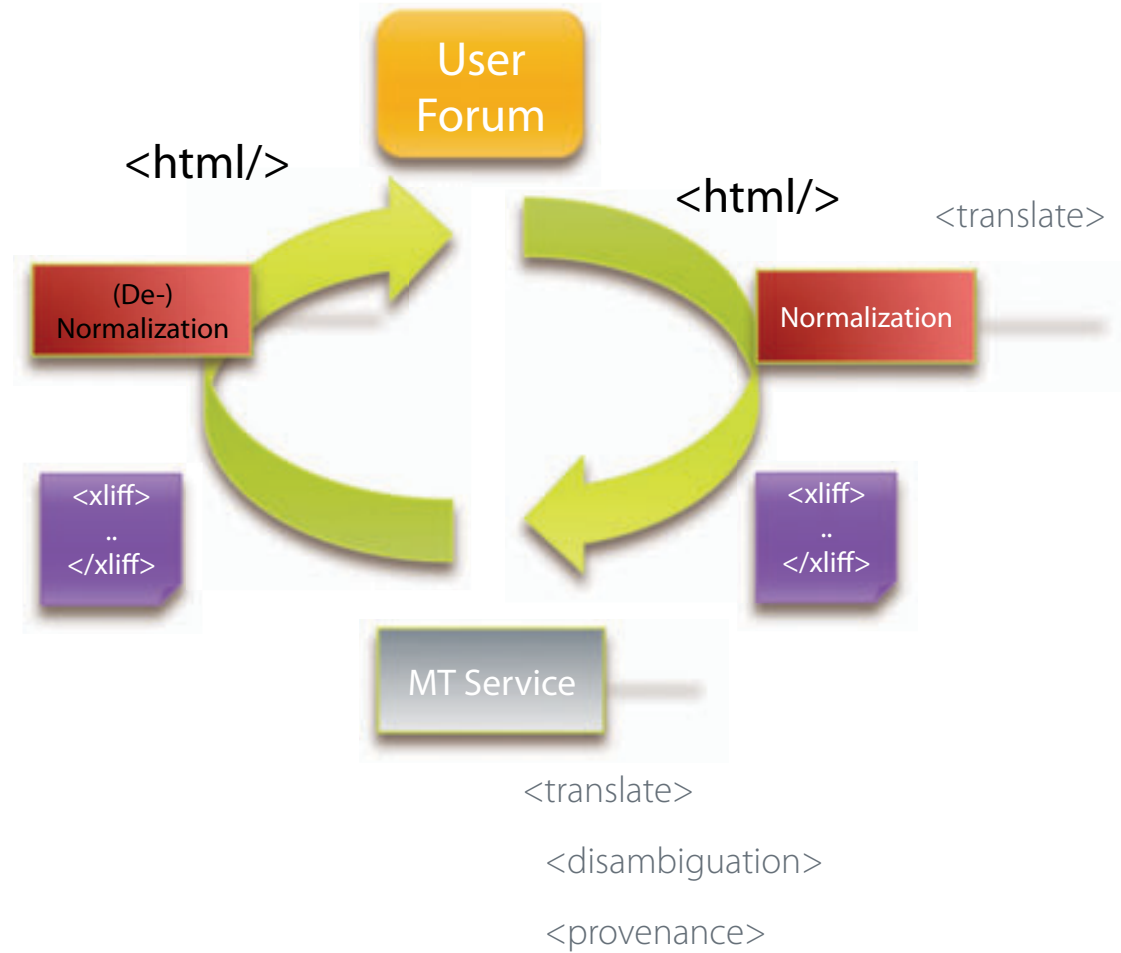 User
Forum
<html/>
<html/>
<translate>
(De-)
Normalization
Normalization
<xliff>
..
</xliff>
<xliff>
..
</xliff>
MT Service
<translate>
<disambiguation>
<provenance>